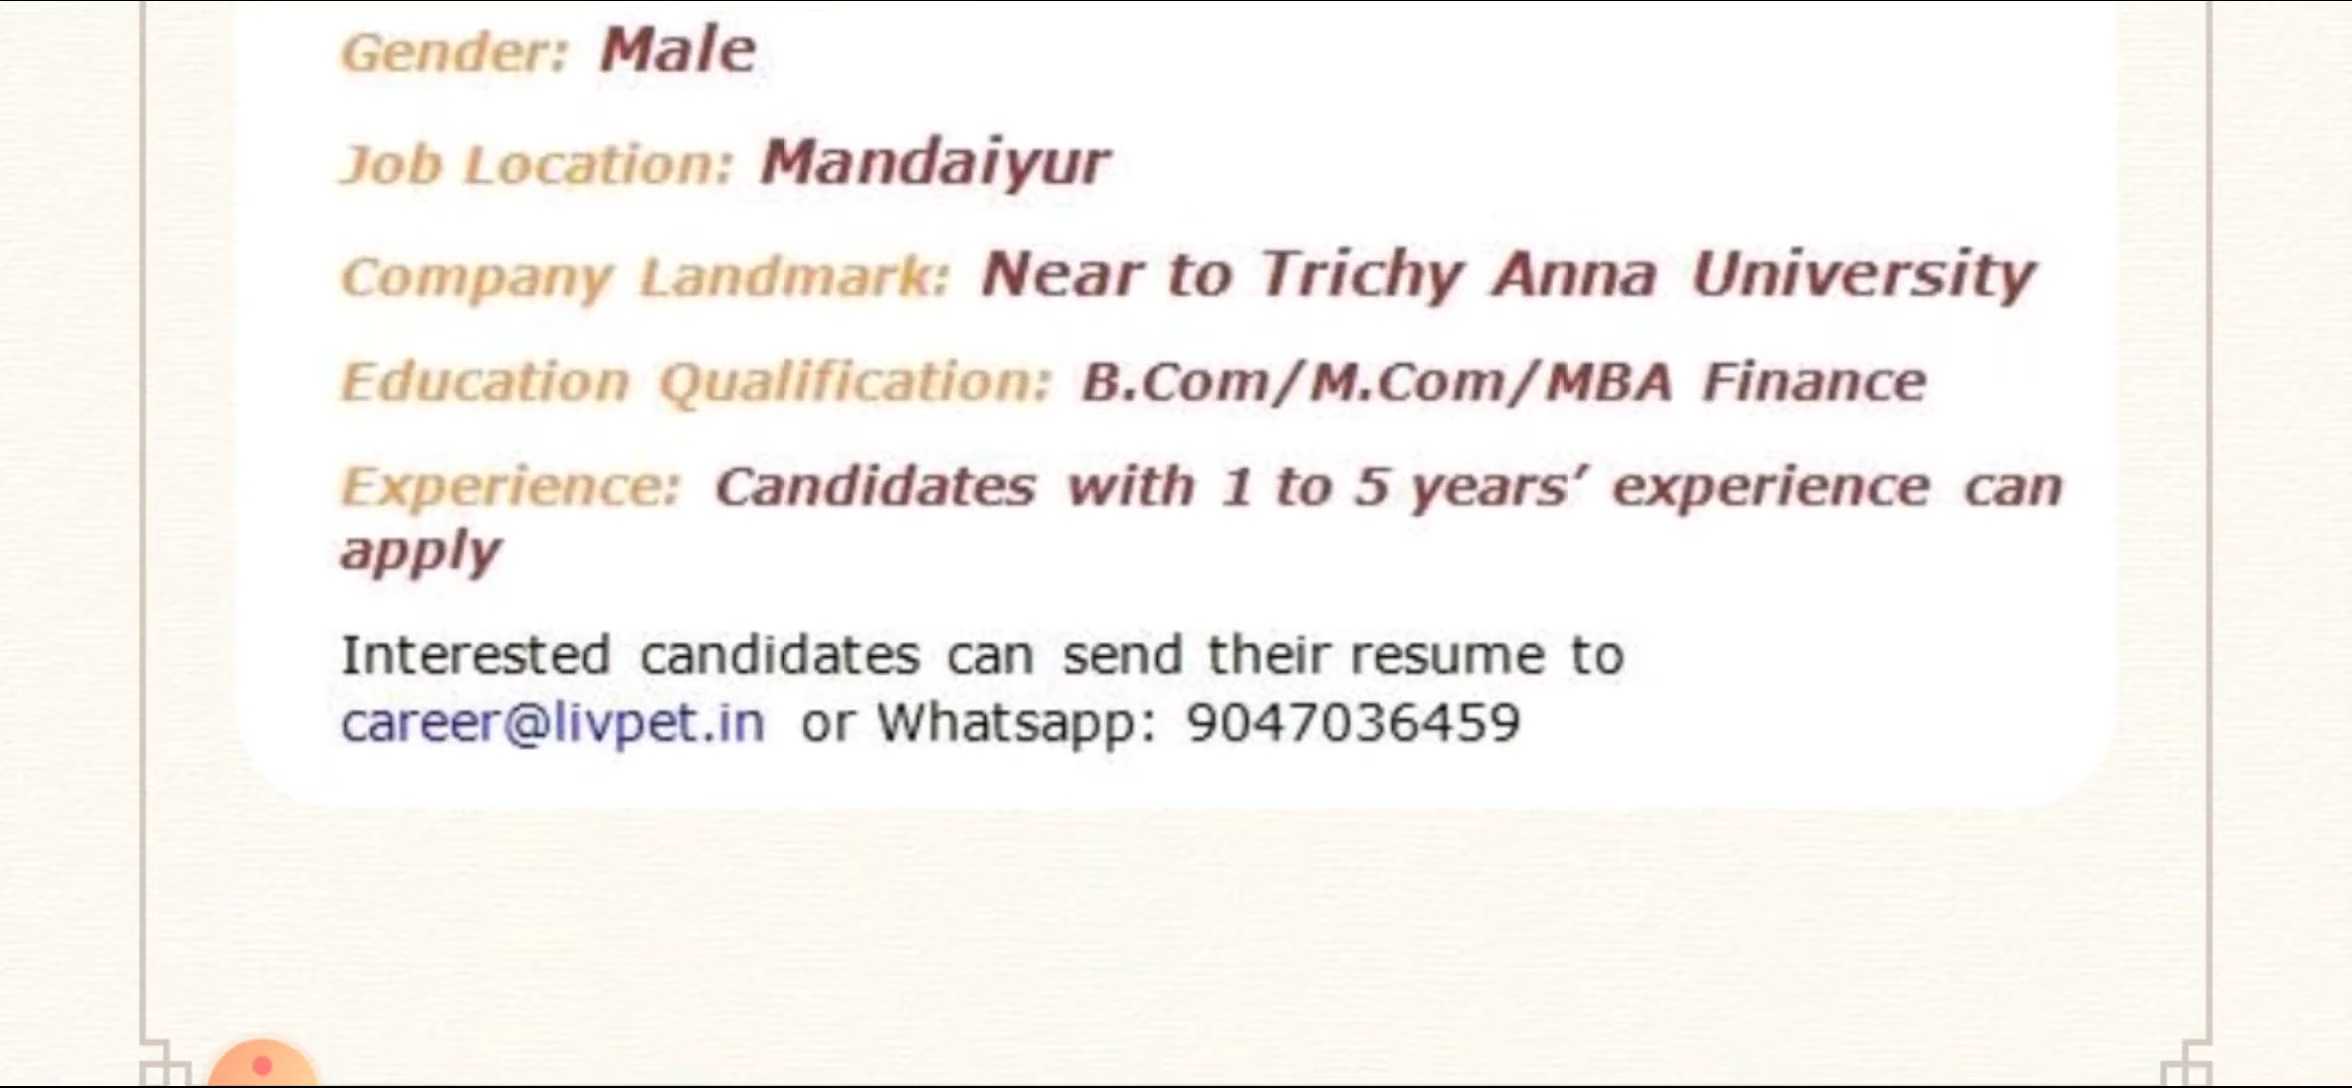 Gender: Male
Job Location: Mandaiyur
Company Landmark: Near to Trichy Anna University
Education Qualification: B.Com/M.Com/MBA Finance
Experience: Candidates with 1 to 5 years’ experience can
apply
Interested candidates can send their resume to
career@livpet.in or Whatsapp: 9047036459